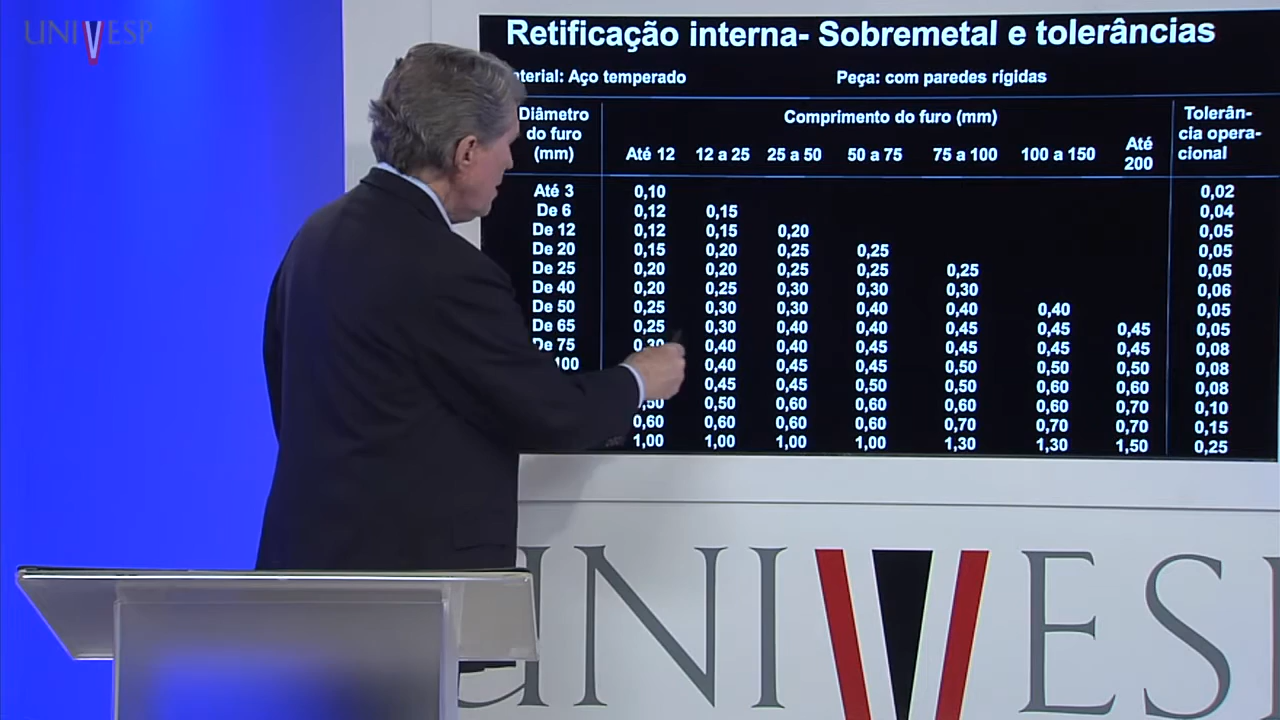 UNIVESP
Retificação interna- Sobremetal e tolerâncias
Aço temperado Peça: com paredes rígidas
Diâmetro do furo (mm) Comprimento do furo (mm) Tolerân-cia opera-cional
Até 12 12 a 25 25 a 50 50 a 75 75 a 100 100 a 150 Até 200
Até 3 0,10 0,02
De 6 0,12 0,15 0,04
De 12 0,12 0,15 0,20 0,05
De 20 0,15 0,20 0,25 0,25 0,05
De 25 0,20 0,20 0,25 0,25 0,25 0,05
De 40 0,20 0,25 0,30 0,30 0,30 0,06
De 50 0,25 0,30 0,30 0,40 0,40 0,40 0,05
De 65 0,25 0,30 0,40 0,40 0,45 0,45 0,45 0,05
De 75 0,30 0,40 0,40 0,45 0,45 0,45 0,45 0,08
100 0,40 0,45 0,45 0,50 0,50 0,50 0,08
0,45 0,45 0,50 0,50 0,60 0,60 0,08
0,50 0,50 0,60 0,60 0,60 0,60 0,70 0,10
0,60 0,60 0,60 0,60 0,70 0,70 0,70 0,15
1,00 1,00 1,00 1,00 1,30 1,30 1,50 0,25
UNIVES